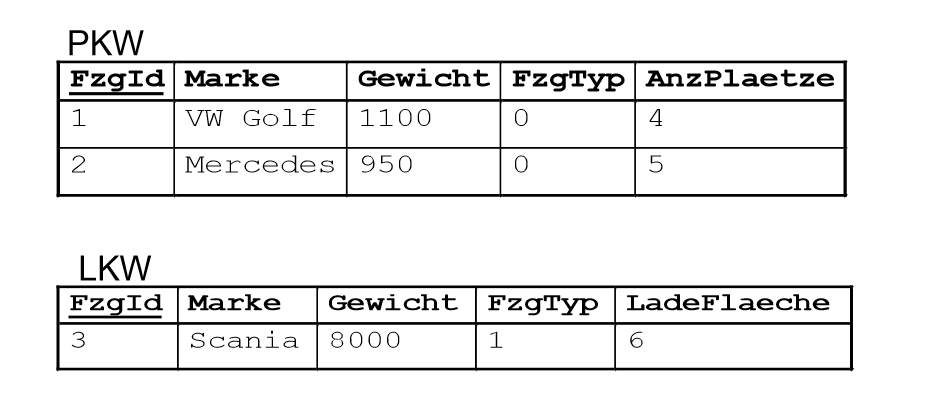 PKW
FzgId Marke Gewicht FzgTyp AnzPlaetze
1 VW Golf 1100 0 4
2 Mercedes 950 0 5
LKW
FzgId Marke Gewicht FzgTyp LadeFlaeche
3 Scania 8000 1 6